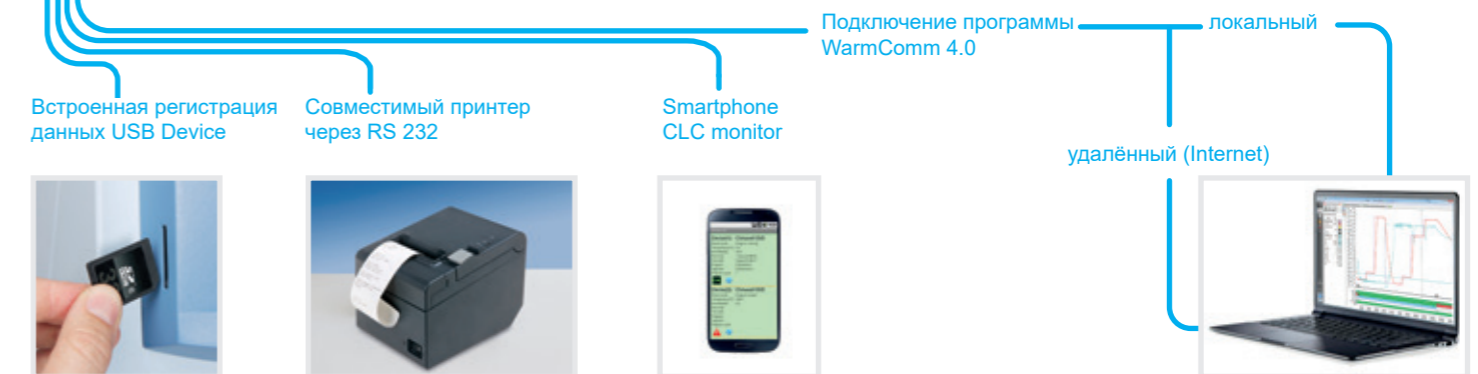 Подключение программы
WarmComm 4.0
локальный
Встроенная регистрация
данных USB Device
Совместимый принтер
через RS 232
Smartphone
CLC monitor
удалённый (Internet)